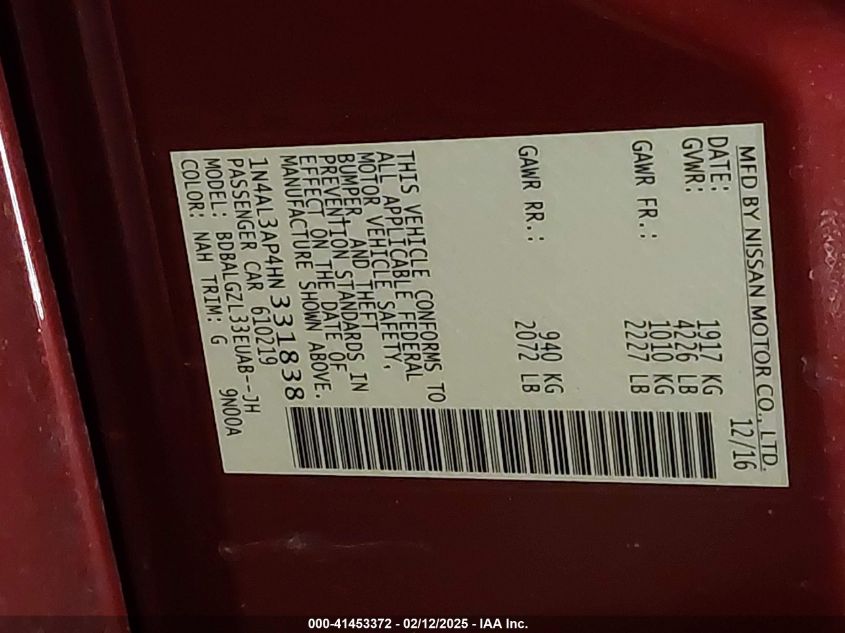 MFD BY NISSAN MOTOR CO., LTD.
DATE: 12/16
GVWR: 1917 KG
4226 LB
GAWR FR.: 1010 KG
2227 LB
GAWR RR.: 940 KG
2072 LB
THIS VEHICLE CONFORMS TO
ALL APPLICABLE FEDERAL
MOTOR VEHICLE SAFETY,
BUMPER, AND THEFT
PREVENTION STANDARDS IN
EFFECT ON THE DATE OF
MANUFACTURE SHOWN ABOVE.
1N4AL3AP4HN331838
PASSENGER CAR 610219
MODEL: BDBALGZL33EUAB--JH
COLOR: NAH TRIM: G 9N00A
000-41453372 - 02/12/2025 - IAA Inc.